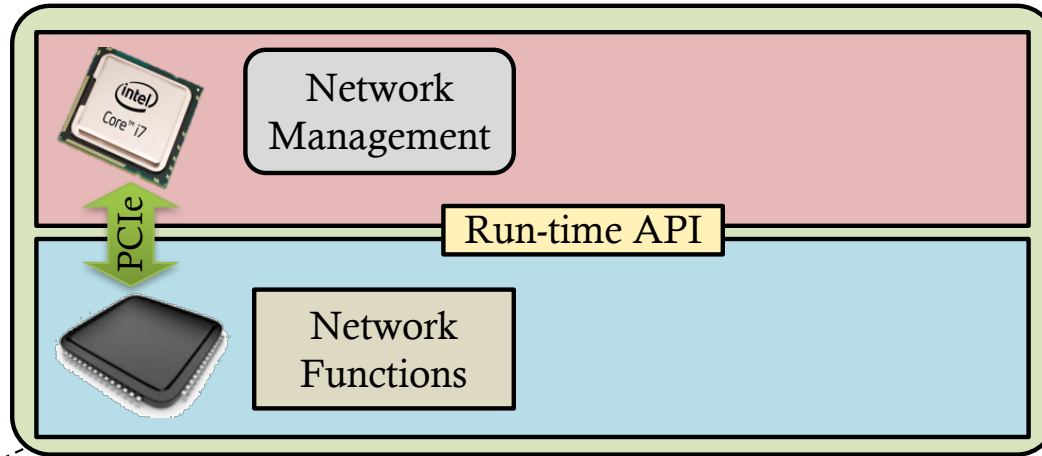 intel
Core™ i7
Network
Management
PCIe
Run-time API
Network
Functions